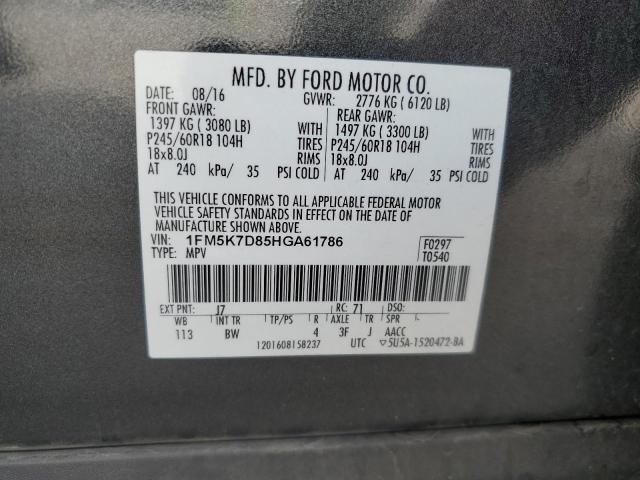 MFD. BY FORD MOTOR CO.
DATE: 08/16 GVWR: 2776 KG ( 6120 LB)
FRONT GAWR: REAR GAWR:
1397 KG ( 3080 LB) WITH 1497 KG ( 3300 LB) WITH
P245/60R18 104H TIRES P245/60R18 104H TIRES
18x8.0J RIMS 18x8.0J RIMS
AT 240 kPa/ 35 PSI COLD AT 240 kPa/ 35 PSI COLD
THIS VEHICLE CONFORMS TO ALL APPLICABLE FEDERAL MOTOR
VEHICLE SAFETY STANDARDS IN EFFECT ON THE DATE OF
MANUFACTURE SHOWN ABOVE.
VIN: 1FM5K7D85HGA61786 F0297
TYPE: MPV T0540
EXT PNT: J7 RC: 71 DSO:
WB INT TR TP/PS R AXLE TR SPR
113 BW 4 3F J AACC
1201608158237 UTC ▽5U5A-1520472-BA